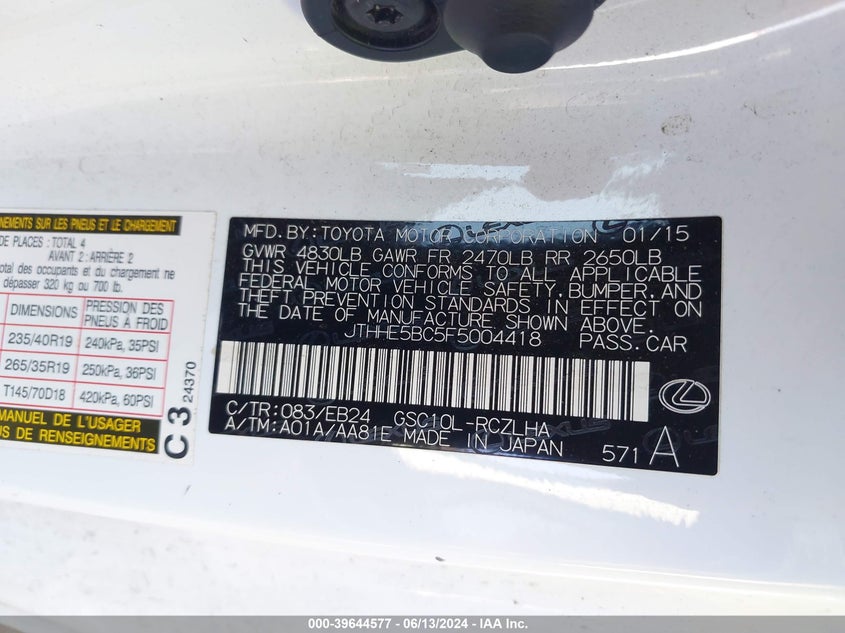 NEMENTS SUR LES PNEUS ET LE CHARGEMENT
DE PLACES : TOTAL 4
AVANT 2 : ARRIÈRE 2
total des occupants et du chargement ne
dépasser 320 kg ou 700 lb.
DIMENSIONS PRESSION DES PNEUS À FROID
235/40R19 240kPa, 35PSI
265/35R19 250kPa, 36PSI
T145/70D18 420kPa, 60PSI
MANUEL DE L'USAGER
US DE RENSEIGNEMENTS
C 3 24370
MFD. BY: TOYOTA MOTOR CORPORATION 01/15
GVWR 4830LB GAWR FR 2470LB RR 2650LB
THIS VEHICLE CONFORMS TO ALL APPLICABLE
FEDERAL MOTOR VEHICLE SAFETY, BUMPER, AND
THEFT PREVENTION STANDARDS IN EFFECT ON
THE DATE OF MANUFACTURE SHOWN ABOVE.
JTHHE5BC5F5004418 PASS. CAR
C/TR: 083/EB24 GSC10L-RCZLHA
A/TM: A01A/AA81E MADE IN JAPAN
571 A
000-39644577 - 06/13/2024 - IAA Inc.